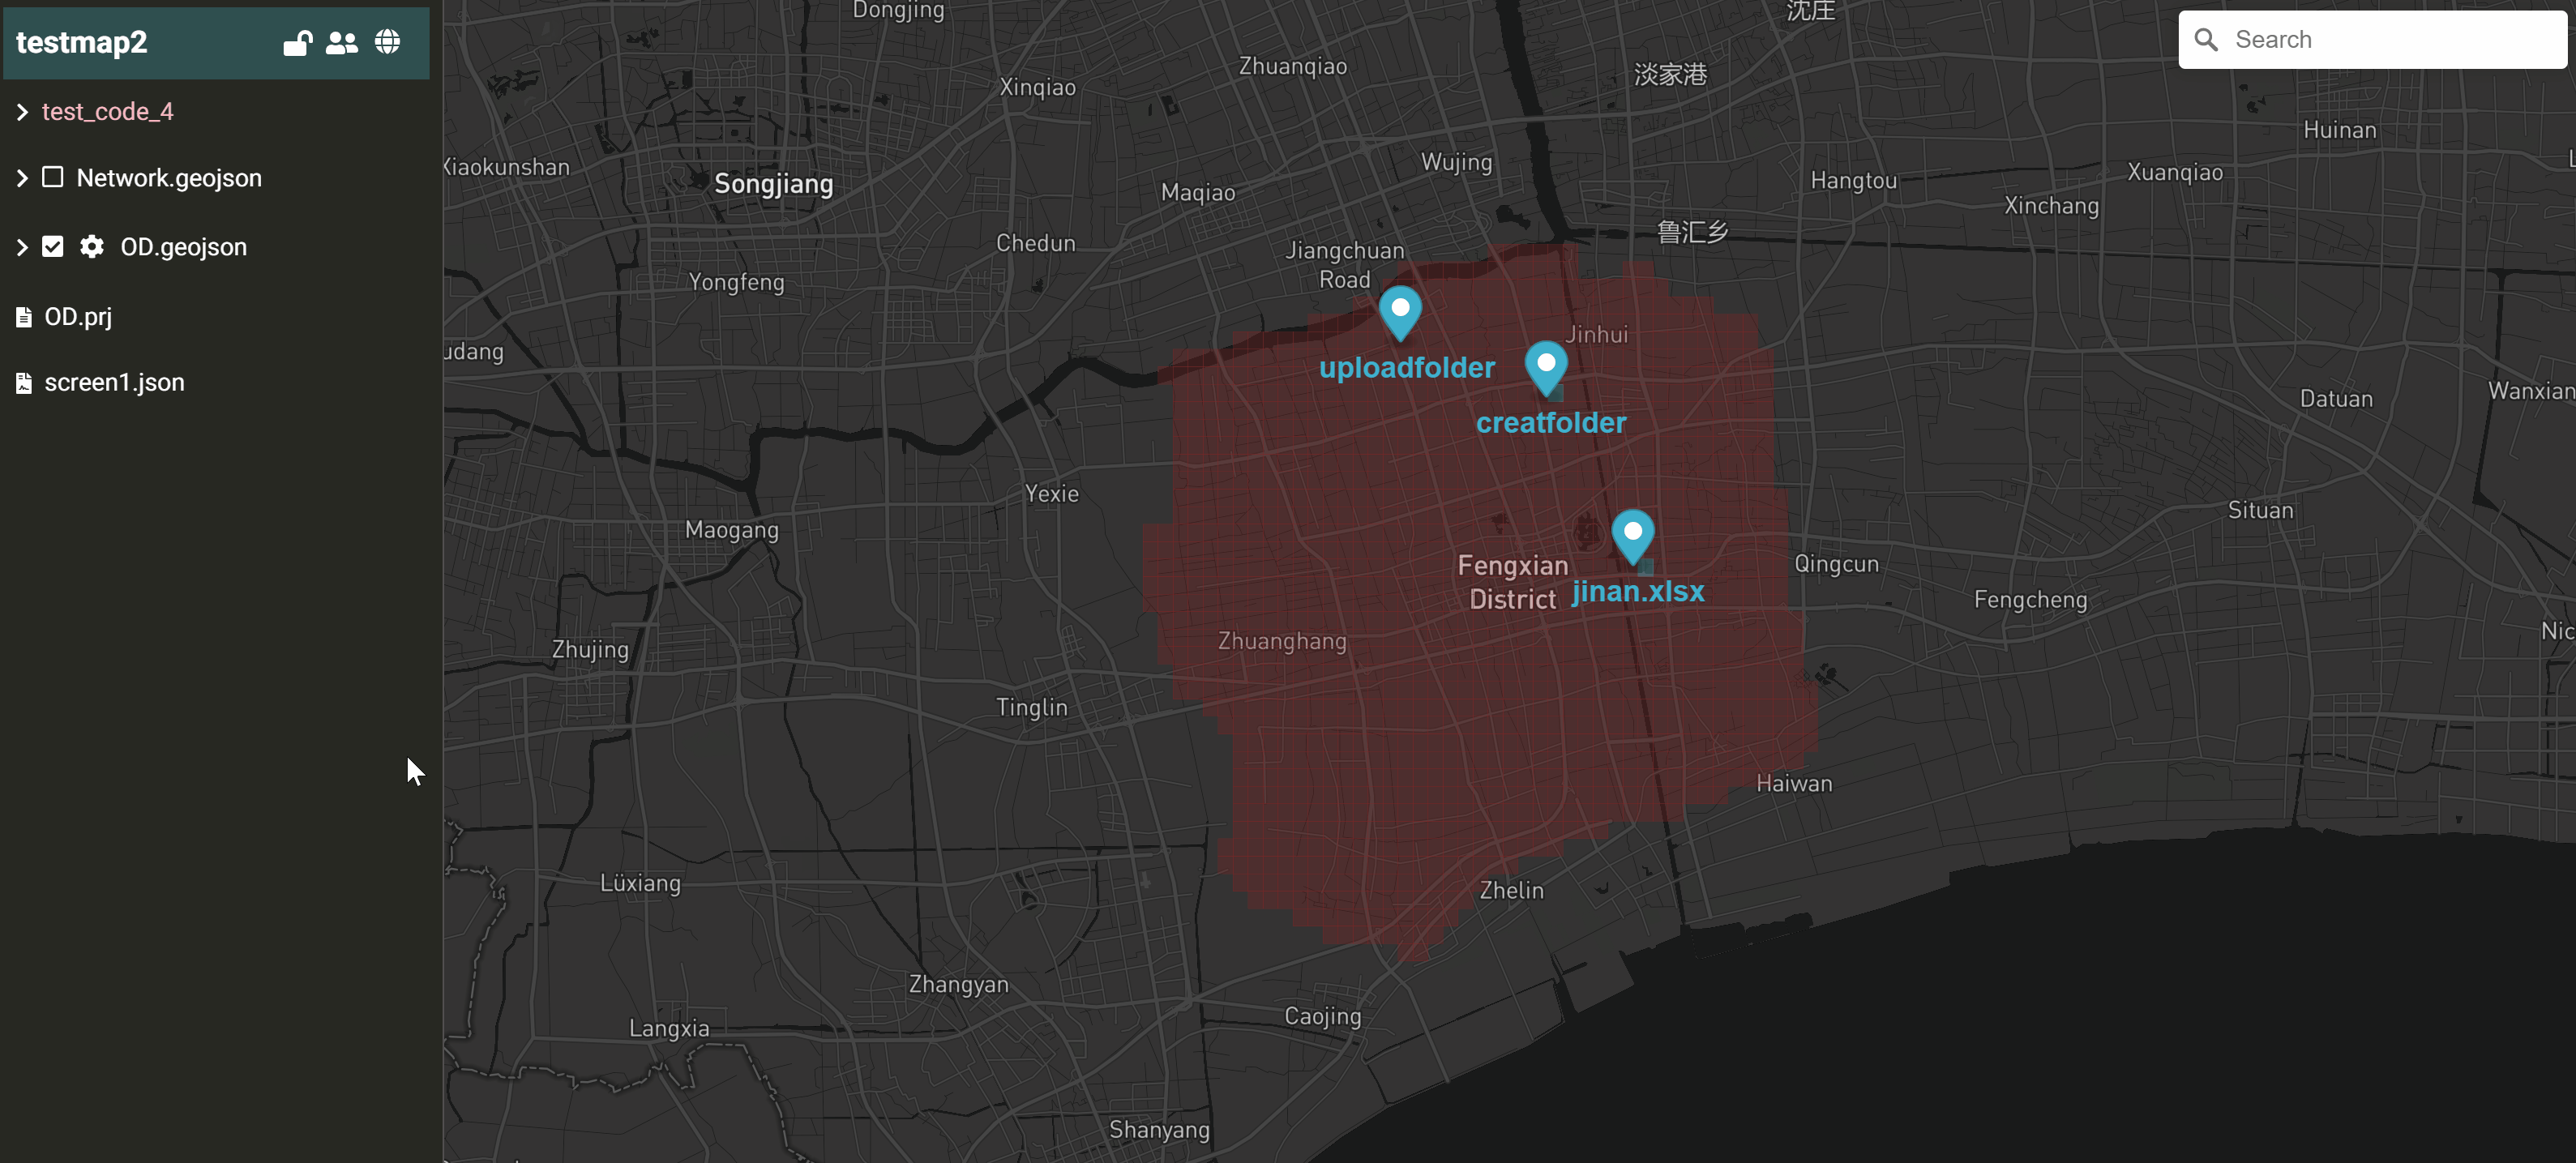 testmap2
test_code_4
Network.geojson
OD.geojson
OD.prj
screen1.json
Search
Dongjing
沈庄
Zhuanqiao
淡家港
Xinqiao
Huinan
Xiaokunshan
Songjiang
Wujing
Maqiao
Hangtou
Xuanqiao
Xinchang
鲁汇乡
Chedun
Jiangchuan
Road
Yongfeng
Jinhui
udang
uploadfolder
creatfolder
Datuan
Wanxian
Yexie
Maogang
Situan
Fengxian
District
jinan.xlsx
Qingcun
Fengcheng
Zhuanghang
Zhujing
Nic
Tinglin
Haiwan
Lüxiang
Zhelin
Zhangyan
Caojing
Langxia
Shanyang